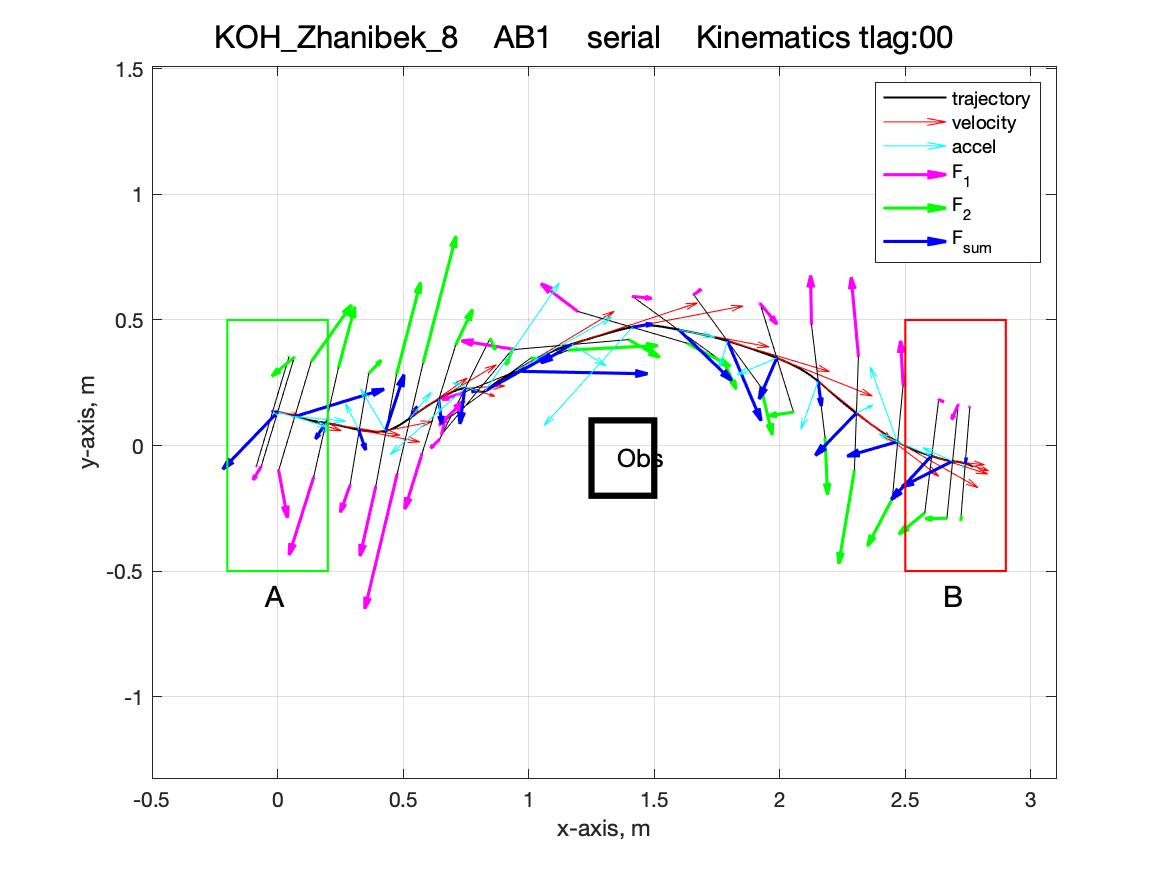 KOH_Zhanibek_8 AB1 serial Kinematics tlag:00
1.5
1
0.5
0
-0.5
-1
y-axis, m
trajectory
velocity
accel
F1
F2
Fsum
Obs
A
B
-0.5 0 0.5 1 1.5 2 2.5 3
x-axis, m